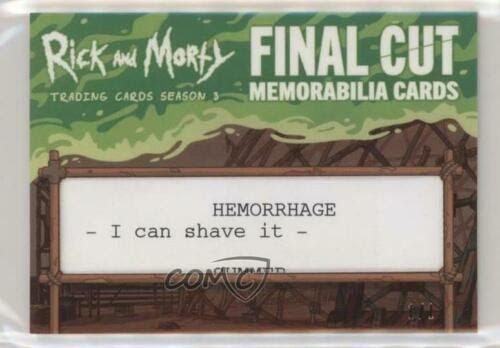 Rick and Morty
TRADING CARDS SEASON 3
FINAL CUT
MEMORABILIA CARDS
HEMORRHAGE
- I can shave it -
COMC